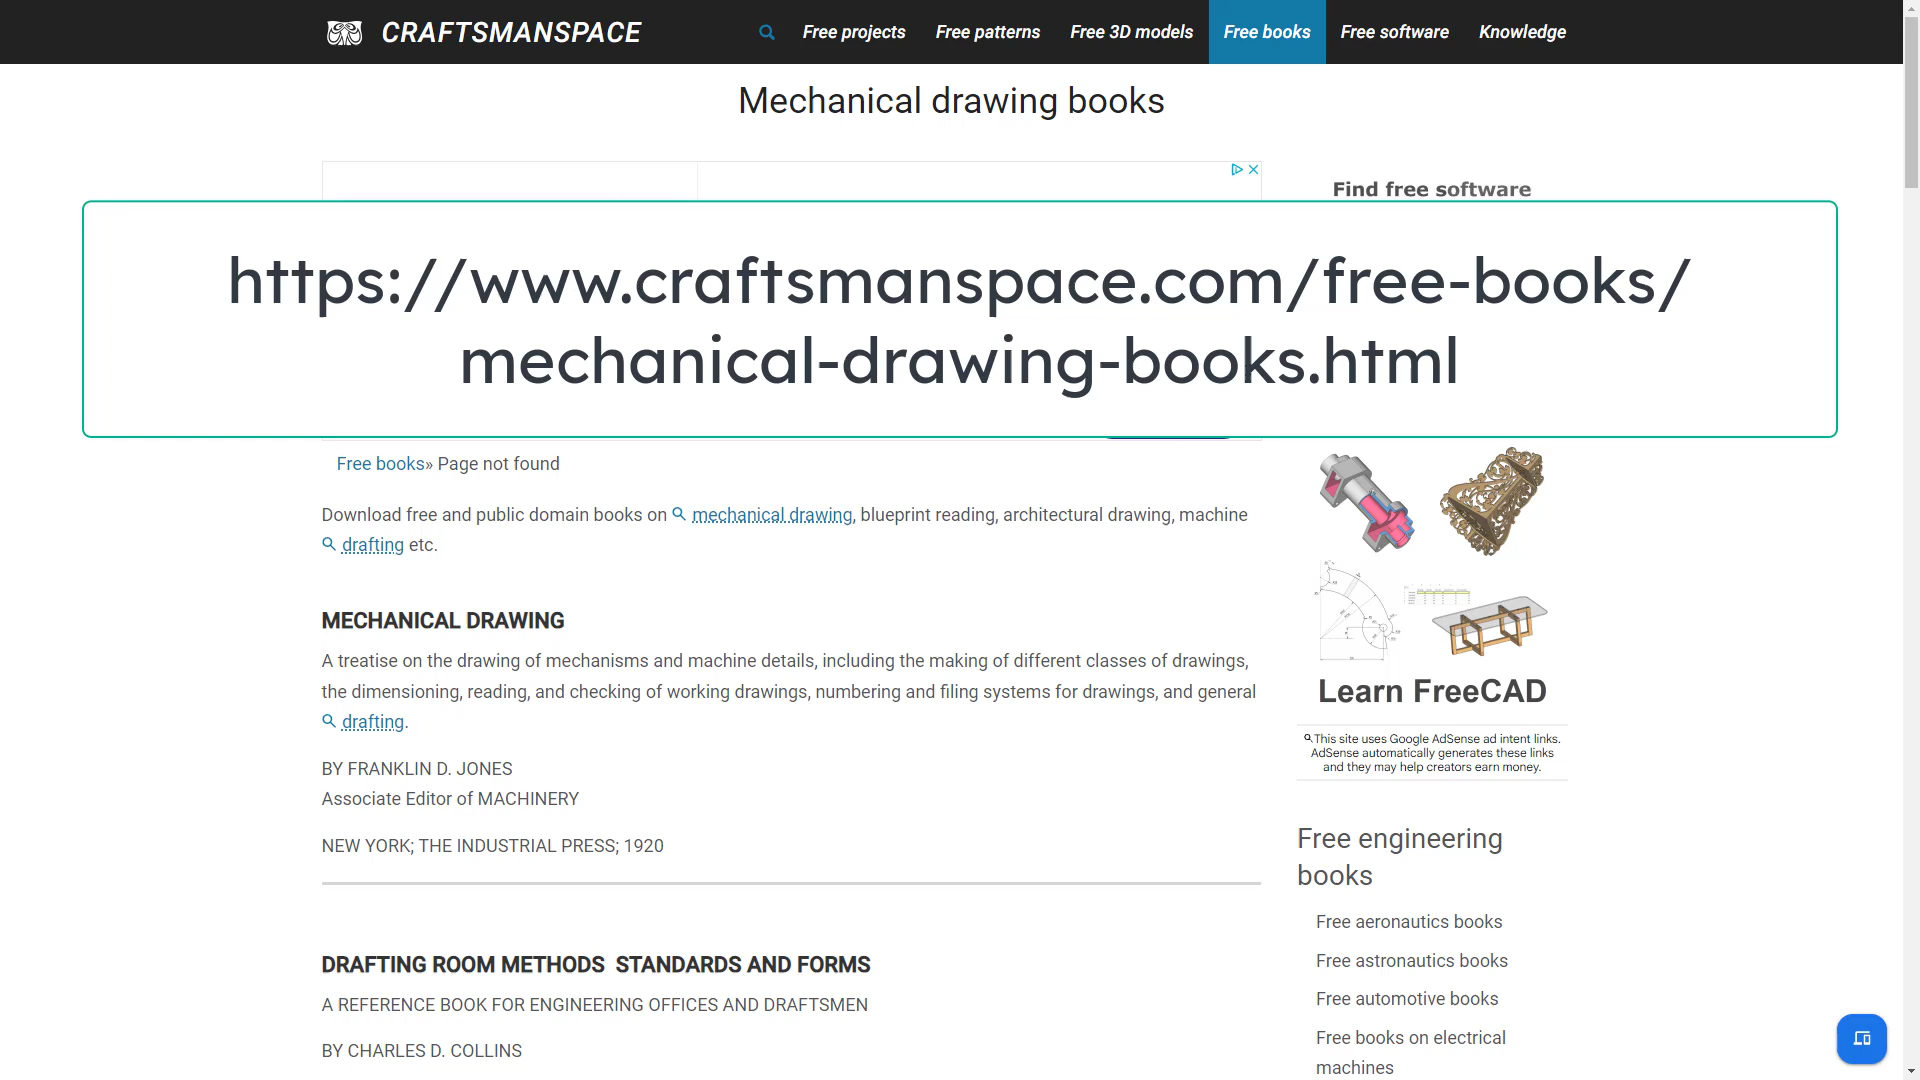 CRAFTSMANSPACE
Free projects
Free patterns
Free 3D models
Free books
Free software
Knowledge
Mechanical drawing books
Find free software
https://www.craftsmanspace.com/free-books/
mechanical-drawing-books.html
Free books» Page not found
Download free and public domain books on mechanical drawing, blueprint reading, architectural drawing, machine
drafting etc.
MECHANICAL DRAWING
A treatise on the drawing of mechanisms and machine details, including the making of different classes of drawings,
the dimensioning, reading, and checking of working drawings, numbering and filing systems for drawings, and general
drafting.
BY FRANKLIN D. JONES
Associate Editor of MACHINERY
NEW YORK; THE INDUSTRIAL PRESS; 1920
DRAFTING ROOM METHODS  STANDARDS AND FORMS
A REFERENCE BOOK FOR ENGINEERING OFFICES AND DRAFTSMEN
BY CHARLES D. COLLINS
Learn FreeCAD
This site uses Google AdSense ad intent links.
AdSense automatically generates these links
and they may help creators earn money.
Free engineering
books
Free aeronautics books
Free astronautics books
Free automotive books
Free books on electrical
machines